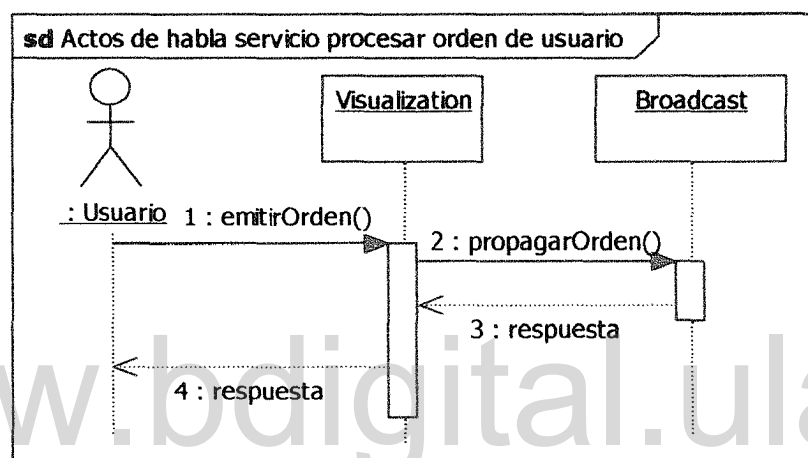 sd Actos de habla servicio procesar orden de usuario
Visualization
Broadcast
: Usuario
1 : emitirOrden()
2 : propagarOrden()
3 : respuesta
4 : respuesta
w.bdigital.ula